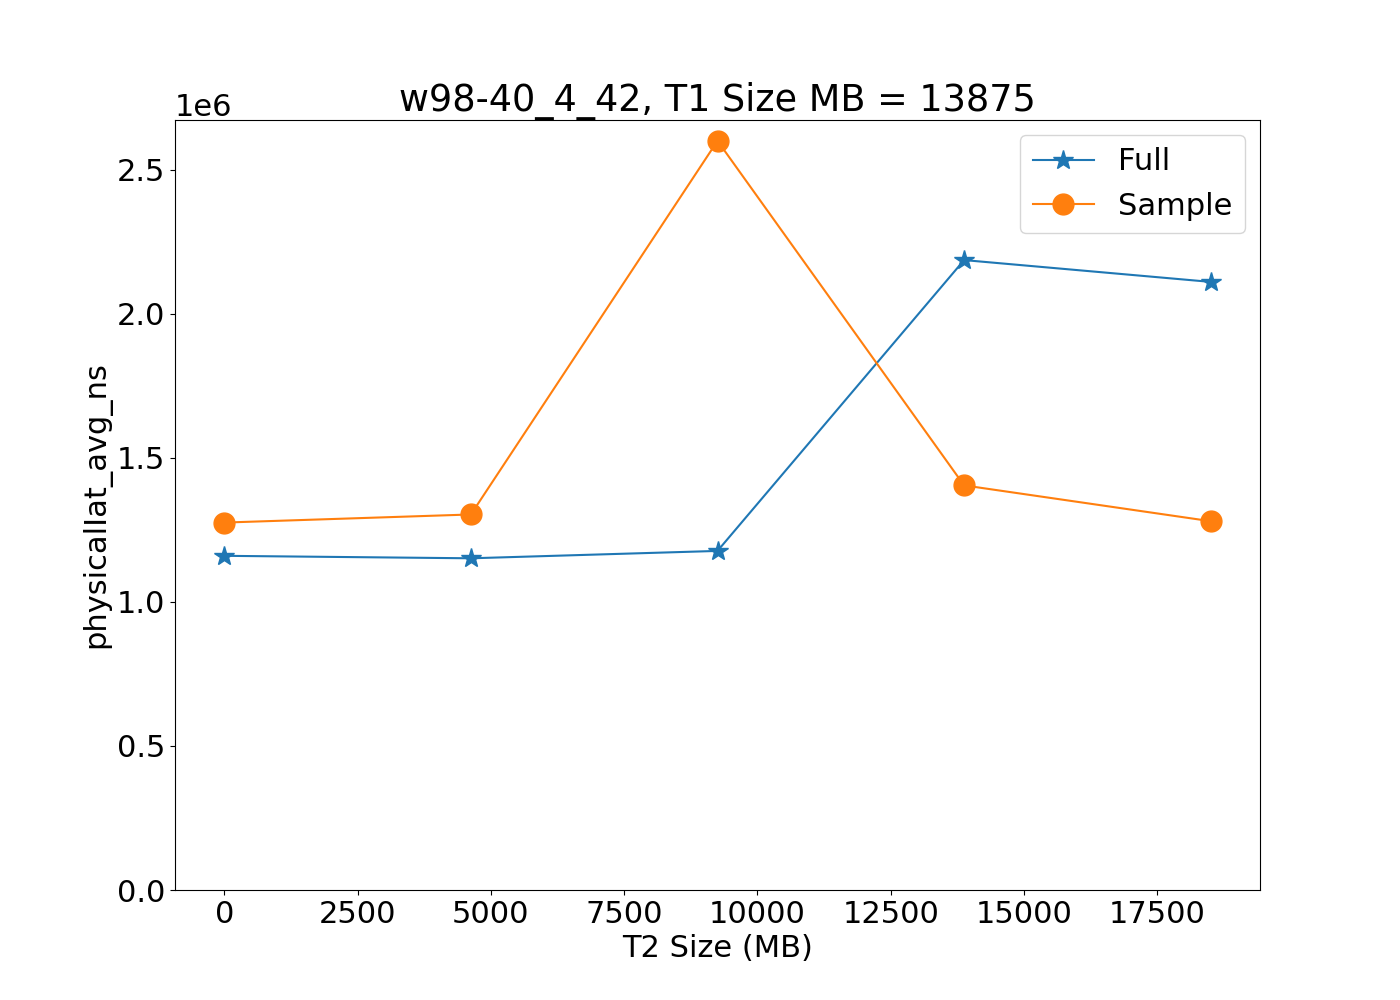 w98-40_4_42, T1 Size MB = 13875
1e6
Full
Sample
2.5
2.0
1.5
1.0
0.5
0.0
physicallat_avg_ns
0 2500 5000 7500 10000 12500 15000 17500
T2 Size (MB)